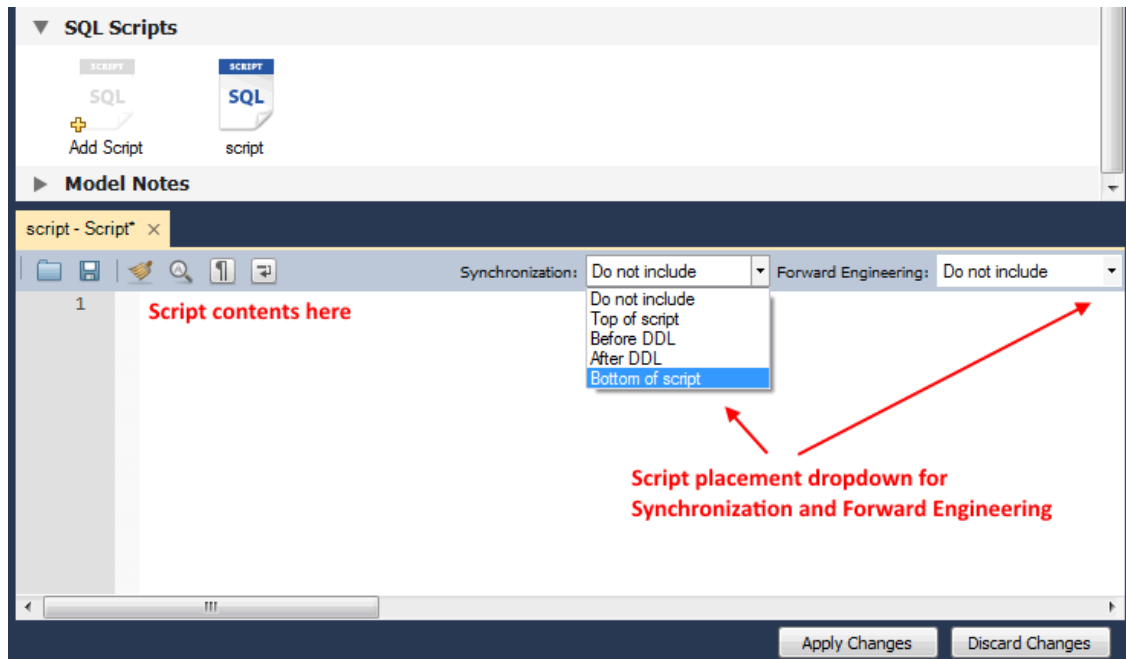 SQL Scripts
SCRIPT SCRIPT
SQL SQL
Add Script script
Model Notes
script - Script*
Synchronization: Do not include Forward Engineering: Do not include
1 Script contents here
Do not include
Top of script
Before DDL
After DDL
Bottom of script
Script placement dropdown for
Synchronization and Forward Engineering
Apply Changes Discard Changes